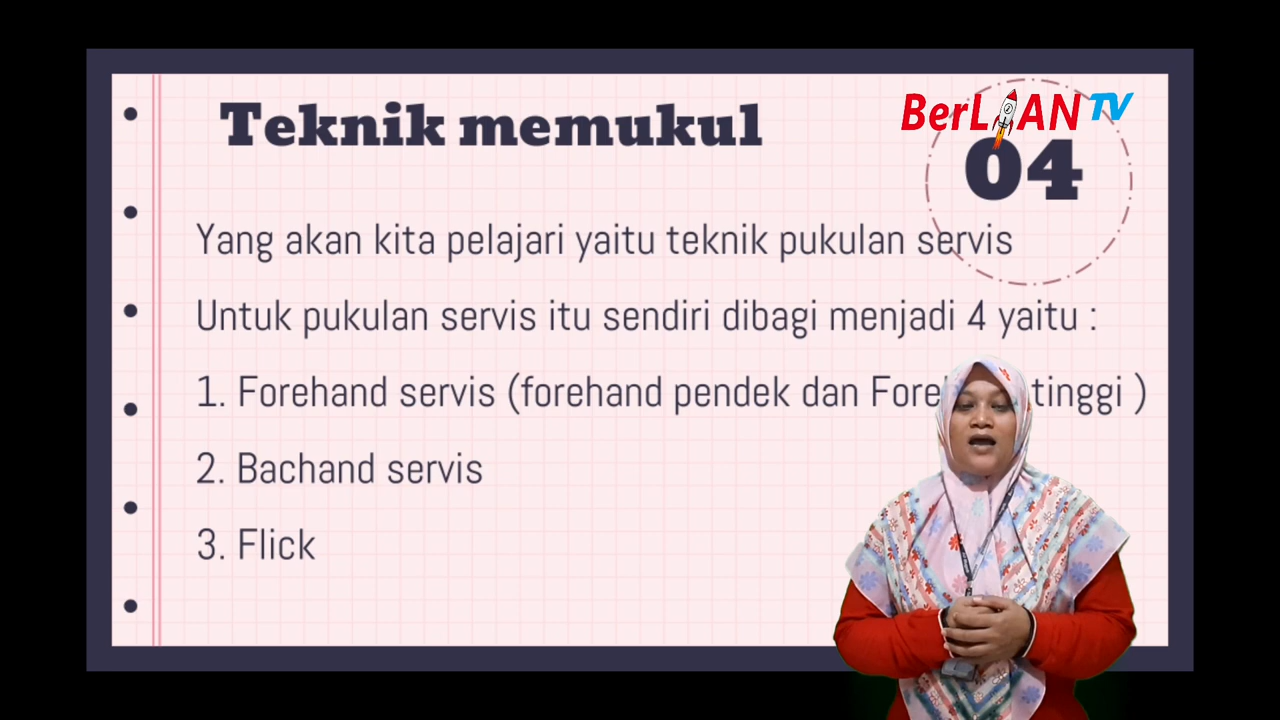 Teknik memukul
BerLIAN TV
04
Yang akan kita pelajari yaitu teknik pukulan servis
Untuk pukulan servis itu sendiri dibagi menjadi 4 yaitu :
1. Forehand servis (forehand pendek dan tinggi )
2. Bachand servis
3. Flick